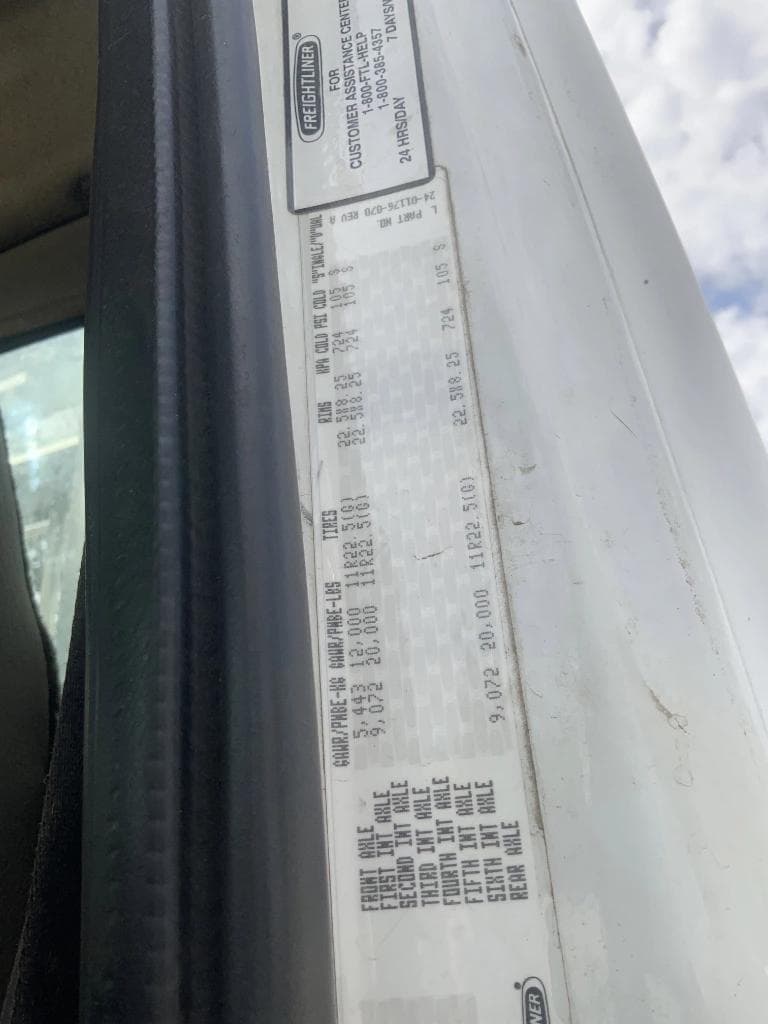 FREIGHTLINER®
FOR
CUSTOMER ASSISTANCE CENTER
1-800-FTL-HELP
1-800-385-4357
24 HRS/DAY 7 DAYS/
L PART NO.
24-01176-070 REV A
GAWR/PNBE-KG GAWR/PNBE-LBS TIRES RIMS KPA COLD PSI COLD "S"INGLE/"D"UAL
FRONT AXLE 5,443 12,000 11R22.5(G) 22.5X8.25 724 105 S
FIRST INT AXLE 9,072 20,000 11R22.5(G) 22.5X8.25 724 105 S
SECOND INT AXLE
THIRD INT AXLE
FOURTH INT AXLE
FIFTH INT AXLE
SIXTH INT AXLE
REAR AXLE 9,072 20,000 11R22.5(G) 22.5X8.25 724 105 S
NER®